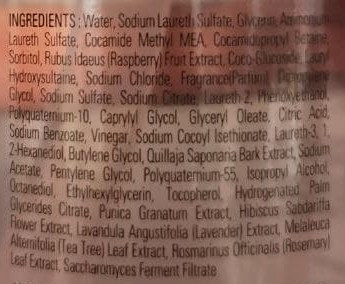 INGREDIENTS: Water, Sodium Laureth Sulfate, Glycerin, Ammonium
Laureth Sulfate, Cocamide Methyl MEA, Cocamidopropyl Betaine,
Sorbitol, Rubus Idaeus (Raspberry) Fruit Extract, Coco-Glucoside, Lauryl
Hydroxysultaine, Sodium Chloride, Fragrance(Parfum), Dipropylene
Glycol, Sodium Sulfate, Sodium Citrate, Laureth-2, Phenoxyethanol,
Polyquaternium-10, Caprylyl Glycol, Glyceryl Oleate, Citric Acid,
Sodium Benzoate, Vinegar, Sodium Cocoyl Isethionate, Laureth-3, 1,
2-Hexanediol, Butylene Glycol, Quillaja Saponaria Bark Extract, Sodium
Acetate, Pentylene Glycol, Polyquaternium-55, Isopropyl Alcohol,
Octanediol, Ethylhexylglycerin, Tocopherol, Hydrogenated Palm
Glycerides Citrate, Punica Granatum Extract, Hibiscus Sabdariffa
Flower Extract, Lavandula Angustifolia (Lavender) Extract, Melaleuca
Alternifolia (Tea Tree) Leaf Extract, Rosmarinus Officinalis (Rosemary)
Leaf Extract, Saccharomyces Ferment Filtrate